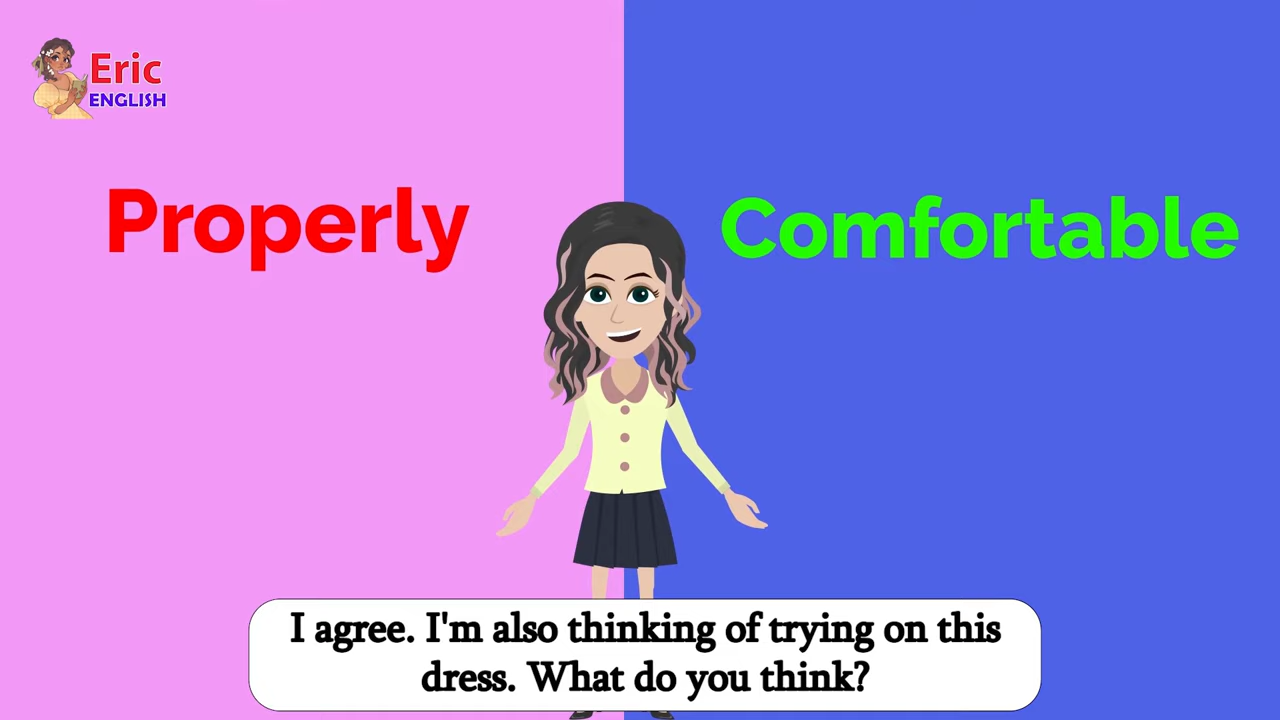 Eric
ENGLISH
Properly
Comfortable
I agree. I'm also thinking of trying on this
dress. What do you think?